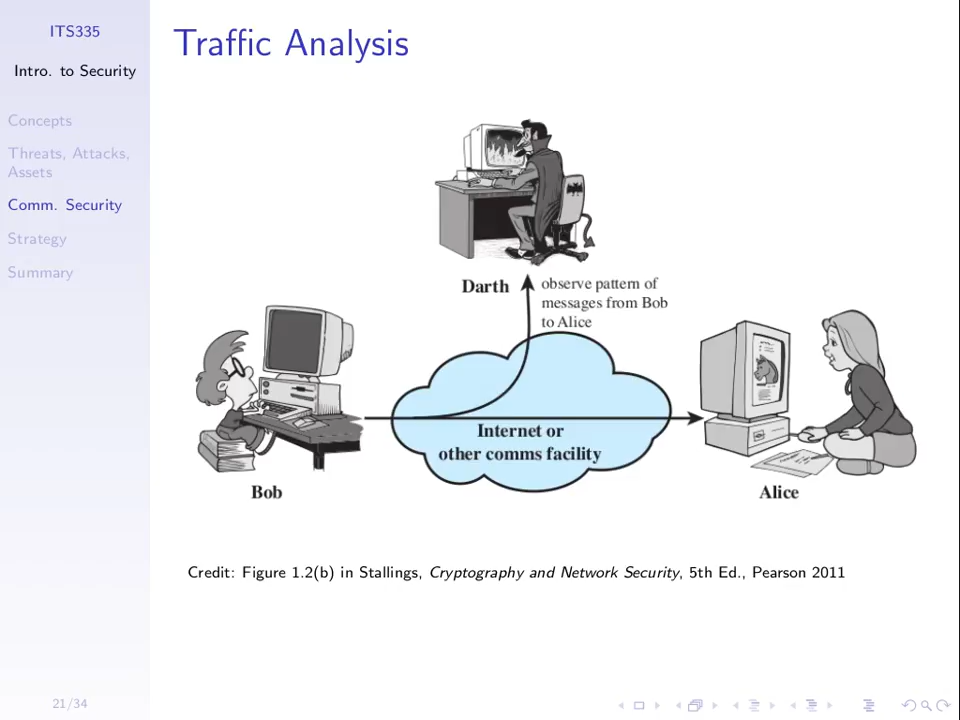 ITS335
Intro. to Security
Concepts
Threats, Attacks,
Assets
Comm. Security
Strategy
Summary
Traffic Analysis
Darth
observe pattern of
messages from Bob
to Alice
Internet or
other comms facility
Bob
Alice
Credit: Figure 1.2(b) in Stallings, Cryptography and Network Security, 5th Ed., Pearson 2011
21/34